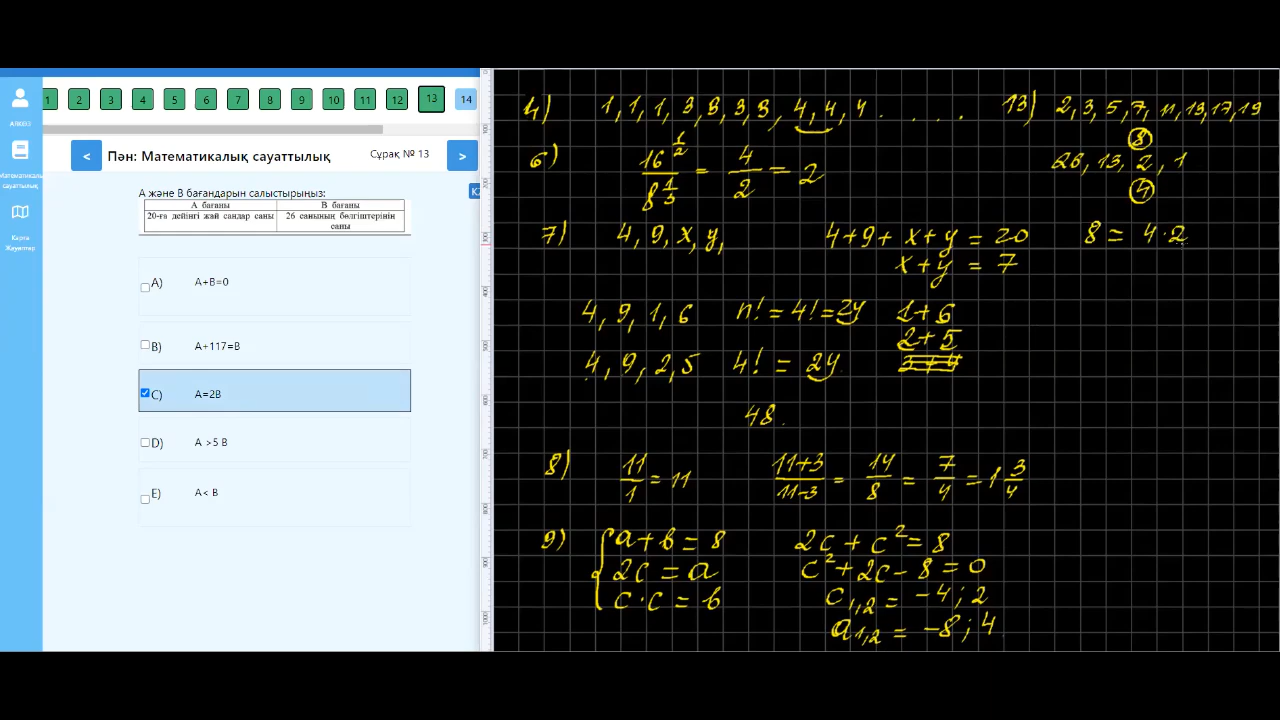 1 2 3 4 5 6 7 8 9 10 11 12 13 14
< Пән: Математикалық сауаттылық Сұрақ № 13 >
Математикалық сауаттылық
Карта
Жауаптар
А және В бағандарын салыстырыңыз:
А бағаны В бағаны
20-ға дейінгі жай сандар саны 26 санының бөлгіштерінің саны
A) A+B=0
B) A+117=B
C) A=2B
D) A >5 B
E) A< B
4) 1, 1, 1, 3, 3, 3, 3, 4, 4, 4 . . . . .
6) 16^(1/2) / 8^(1/3) = 4/2 = 2
7) 4, 9, x, y, 4+9+x+y = 20
x+y = 7
4, 9, 1, 6 n! = 4! = 24 1+6
2+5
4, 9, 2, 5 4! = 24 3+4
48.
8) 11/1 = 11 11+3/11-3 = 14/8 = 7/4 = 1 3/4
9) { a+b = 8 2c + c² = 8
2c = a c² + 2c - 8 = 0
c·c = b c1,2 = -4; 2
a1,2 = -8; 4
13) 2, 3, 5, 7, 11, 13, 17, 19
8
26, 13, 2, 1
4
8 = 4·2